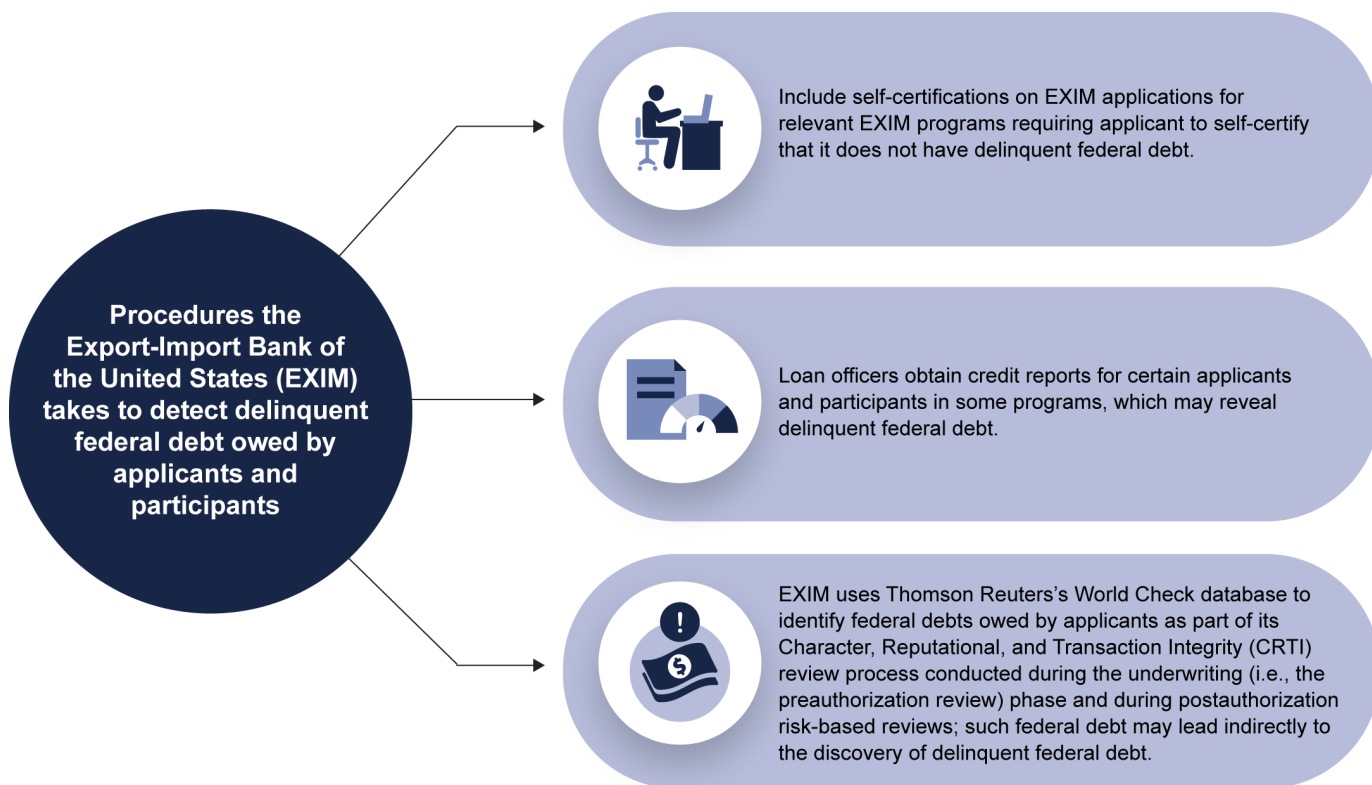 Procedures the
Export-Import Bank of
the United States (EXIM)
takes to detect delinquent
federal debt owed by
applicants and
participants
Include self-certifications on EXIM applications for
relevant EXIM programs requiring applicant to self-certify
that it does not have delinquent federal debt.
Loan officers obtain credit reports for certain applicants
and participants in some programs, which may reveal
delinquent federal debt.
!
$
EXIM uses Thomson Reuters’s World Check database to
identify federal debts owed by applicants as part of its
Character, Reputational, and Transaction Integrity (CRTI)
review process conducted during the underwriting (i.e., the
preauthorization review) phase and during postauthorization
risk-based reviews; such federal debt may lead indirectly to
the discovery of delinquent federal debt.